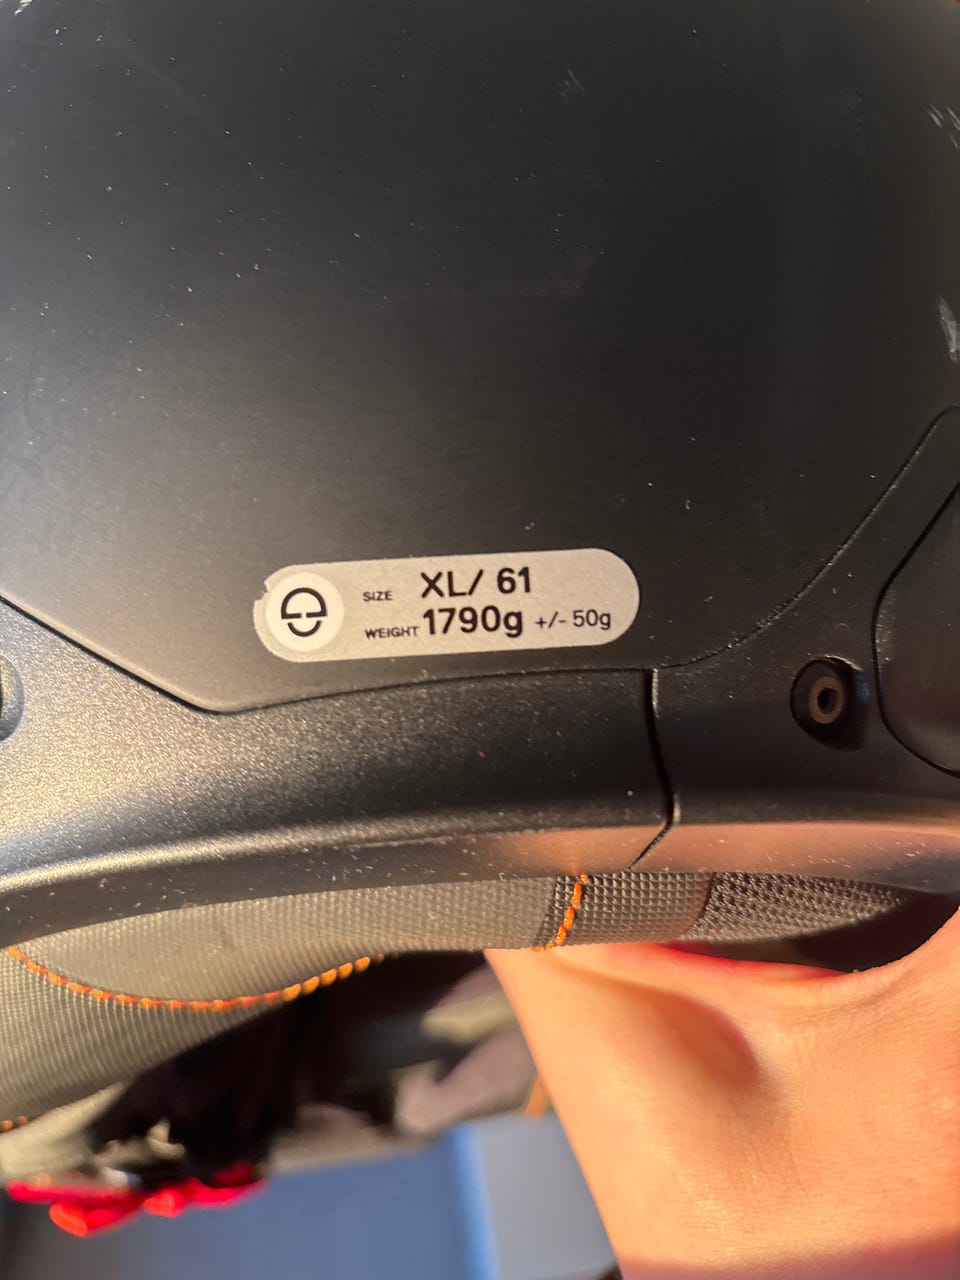 SIZE XL/ 61
WEIGHT 1790g +/- 50g